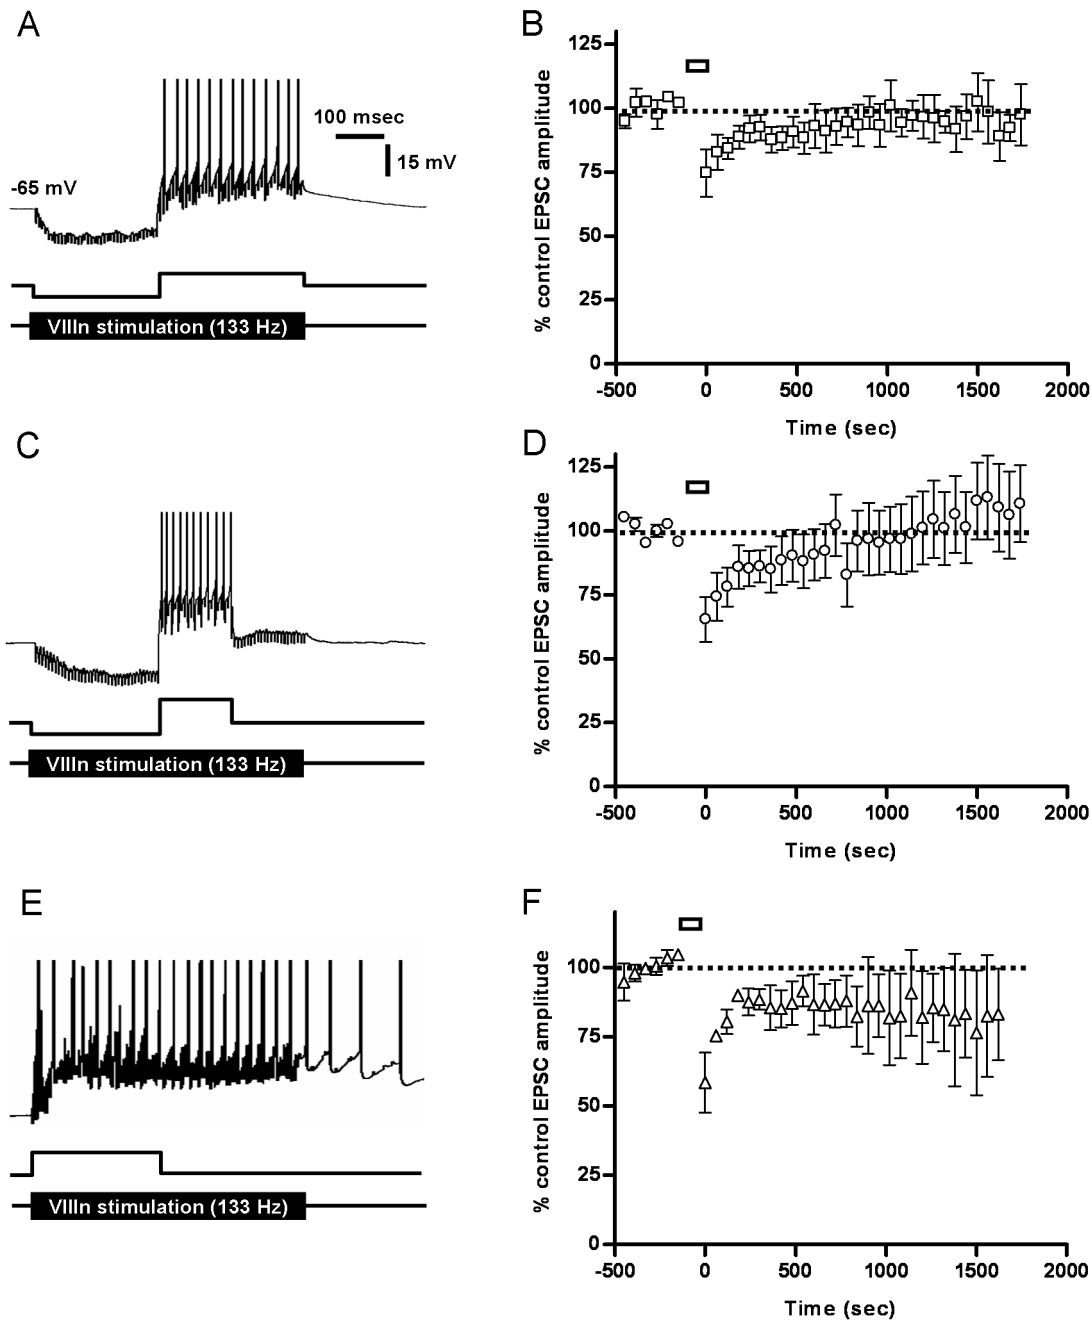 A
100 msec
15 mV
-65 mV
VIIIn stimulation (133 Hz)
B
% control EPSC amplitude
125
100
75
50
25
0
-500 0 500 1000 1500 2000
Time (sec)
C
VIIIn stimulation (133 Hz)
D
% control EPSC amplitude
125
100
75
50
25
0
-500 0 500 1000 1500 2000
Time (sec)
E
VIIIn stimulation (133 Hz)
F
% control EPSC amplitude
100
75
50
25
0
-500 0 500 1000 1500 2000
Time (sec)